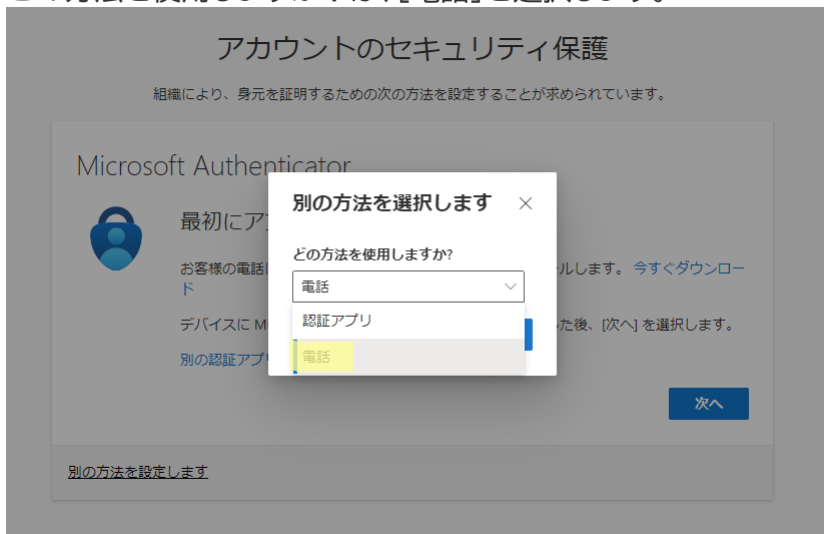 アカウントのセキュリティ保護
組織により、身元を証明するための次の方法を設定することが求められています。
Microsoft Authenticator
別の方法を選択します
最初にア
どの方法を使用しますか?
お客様の電話 ルします。今すぐダウンロー
ド
電話
認証アプリ
デバイスに M た後、[次へ] を選択します。
電話
別の認証アプ
次へ
別の方法を設定します